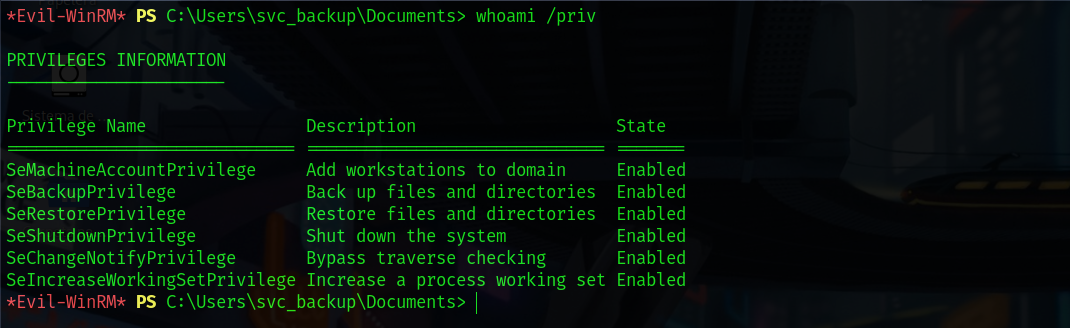 *Evil-WinRM* PS C:\Users\svc_backup\Documents> whoami /priv
PRIVILEGES INFORMATION
----------------------
Privilege Name Description State
============================= ============================== =======
SeMachineAccountPrivilege Add workstations to domain Enabled
SeBackupPrivilege Back up files and directories Enabled
SeRestorePrivilege Restore files and directories Enabled
SeShutdownPrivilege Shut down the system Enabled
SeChangeNotifyPrivilege Bypass traverse checking Enabled
SeIncreaseWorkingSetPrivilege Increase a process working set Enabled
*Evil-WinRM* PS C:\Users\svc_backup\Documents>
Sistema de